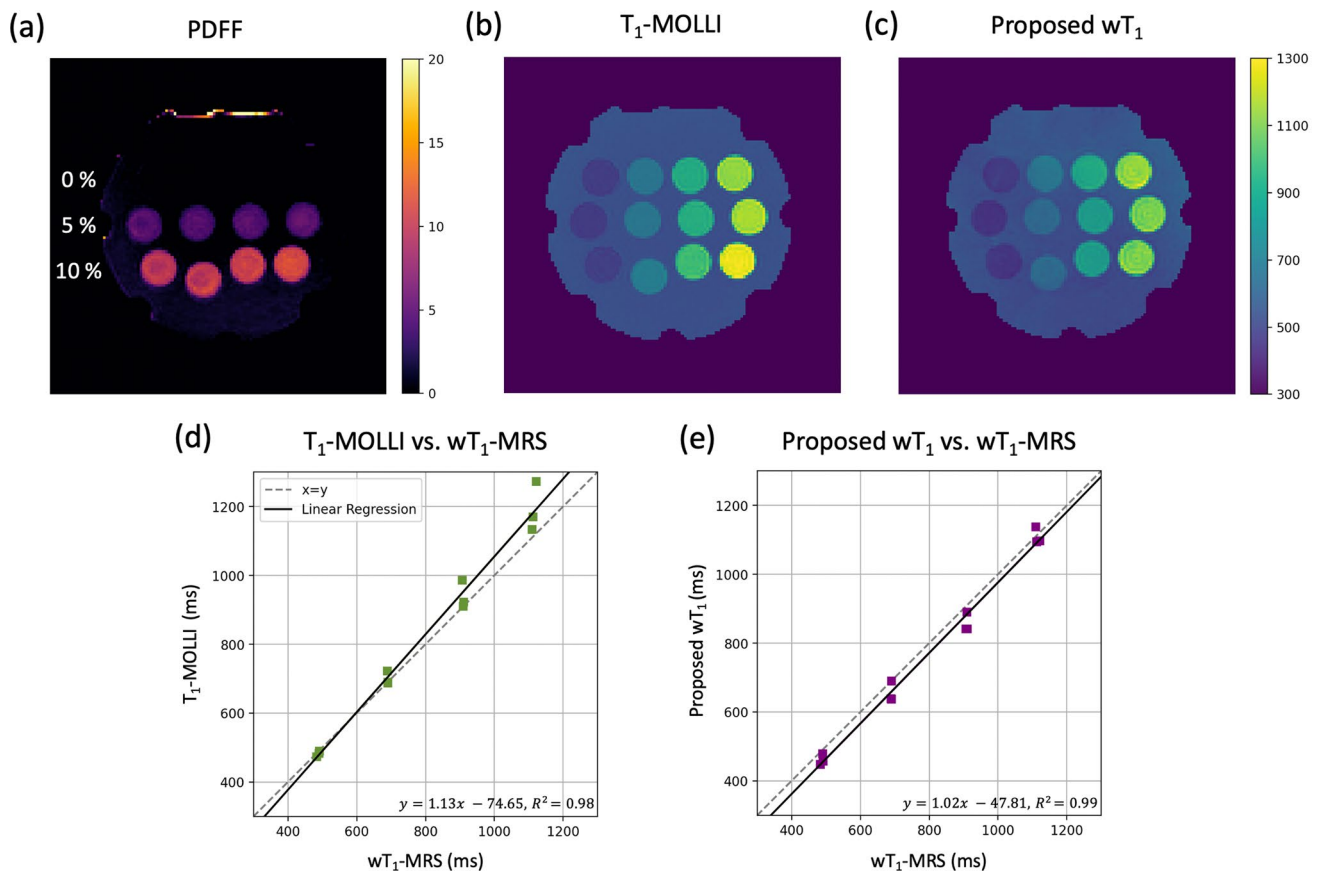 (a) PDFF
(b) T₁-MOLLI
(c) Proposed wT₁
0 %
5 %
10 %
20
15
10
5
0
1300
1100
900
700
500
300
(d) T₁-MOLLI vs. wT₁-MRS
x=y
Linear Regression
T₁-MOLLI (ms)
1200
1000
800
600
400
y = 1.13x − 74.65, R² = 0.98
400 600 800 1000 1200
wT₁-MRS (ms)
(e) Proposed wT₁ vs. wT₁-MRS
Proposed wT₁ (ms)
1200
1000
800
600
400
y = 1.02x − 47.81, R² = 0.99
400 600 800 1000 1200
wT₁-MRS (ms)